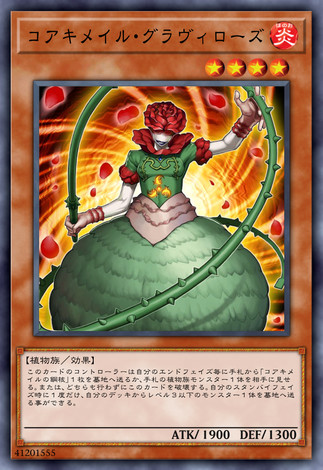 コアキメイル・グラヴィローズ
炎
【植物族／効果】
このカードのコントローラーは自分のエンドフェイズ毎に手札から「コアキメイ
ルの鋼核」1枚を墓地へ送るか、手札の植物族モンスター１体を相手に見
せる。または、どちらも行わずにこのカードを破壊する。自分のスタンバイフェイ
ズ時に１度だけ、自分のデッキからレベル３以下のモンスター１体を墓地へ送
る事ができる。
ATK/ 1900 DEF/1300
41201555